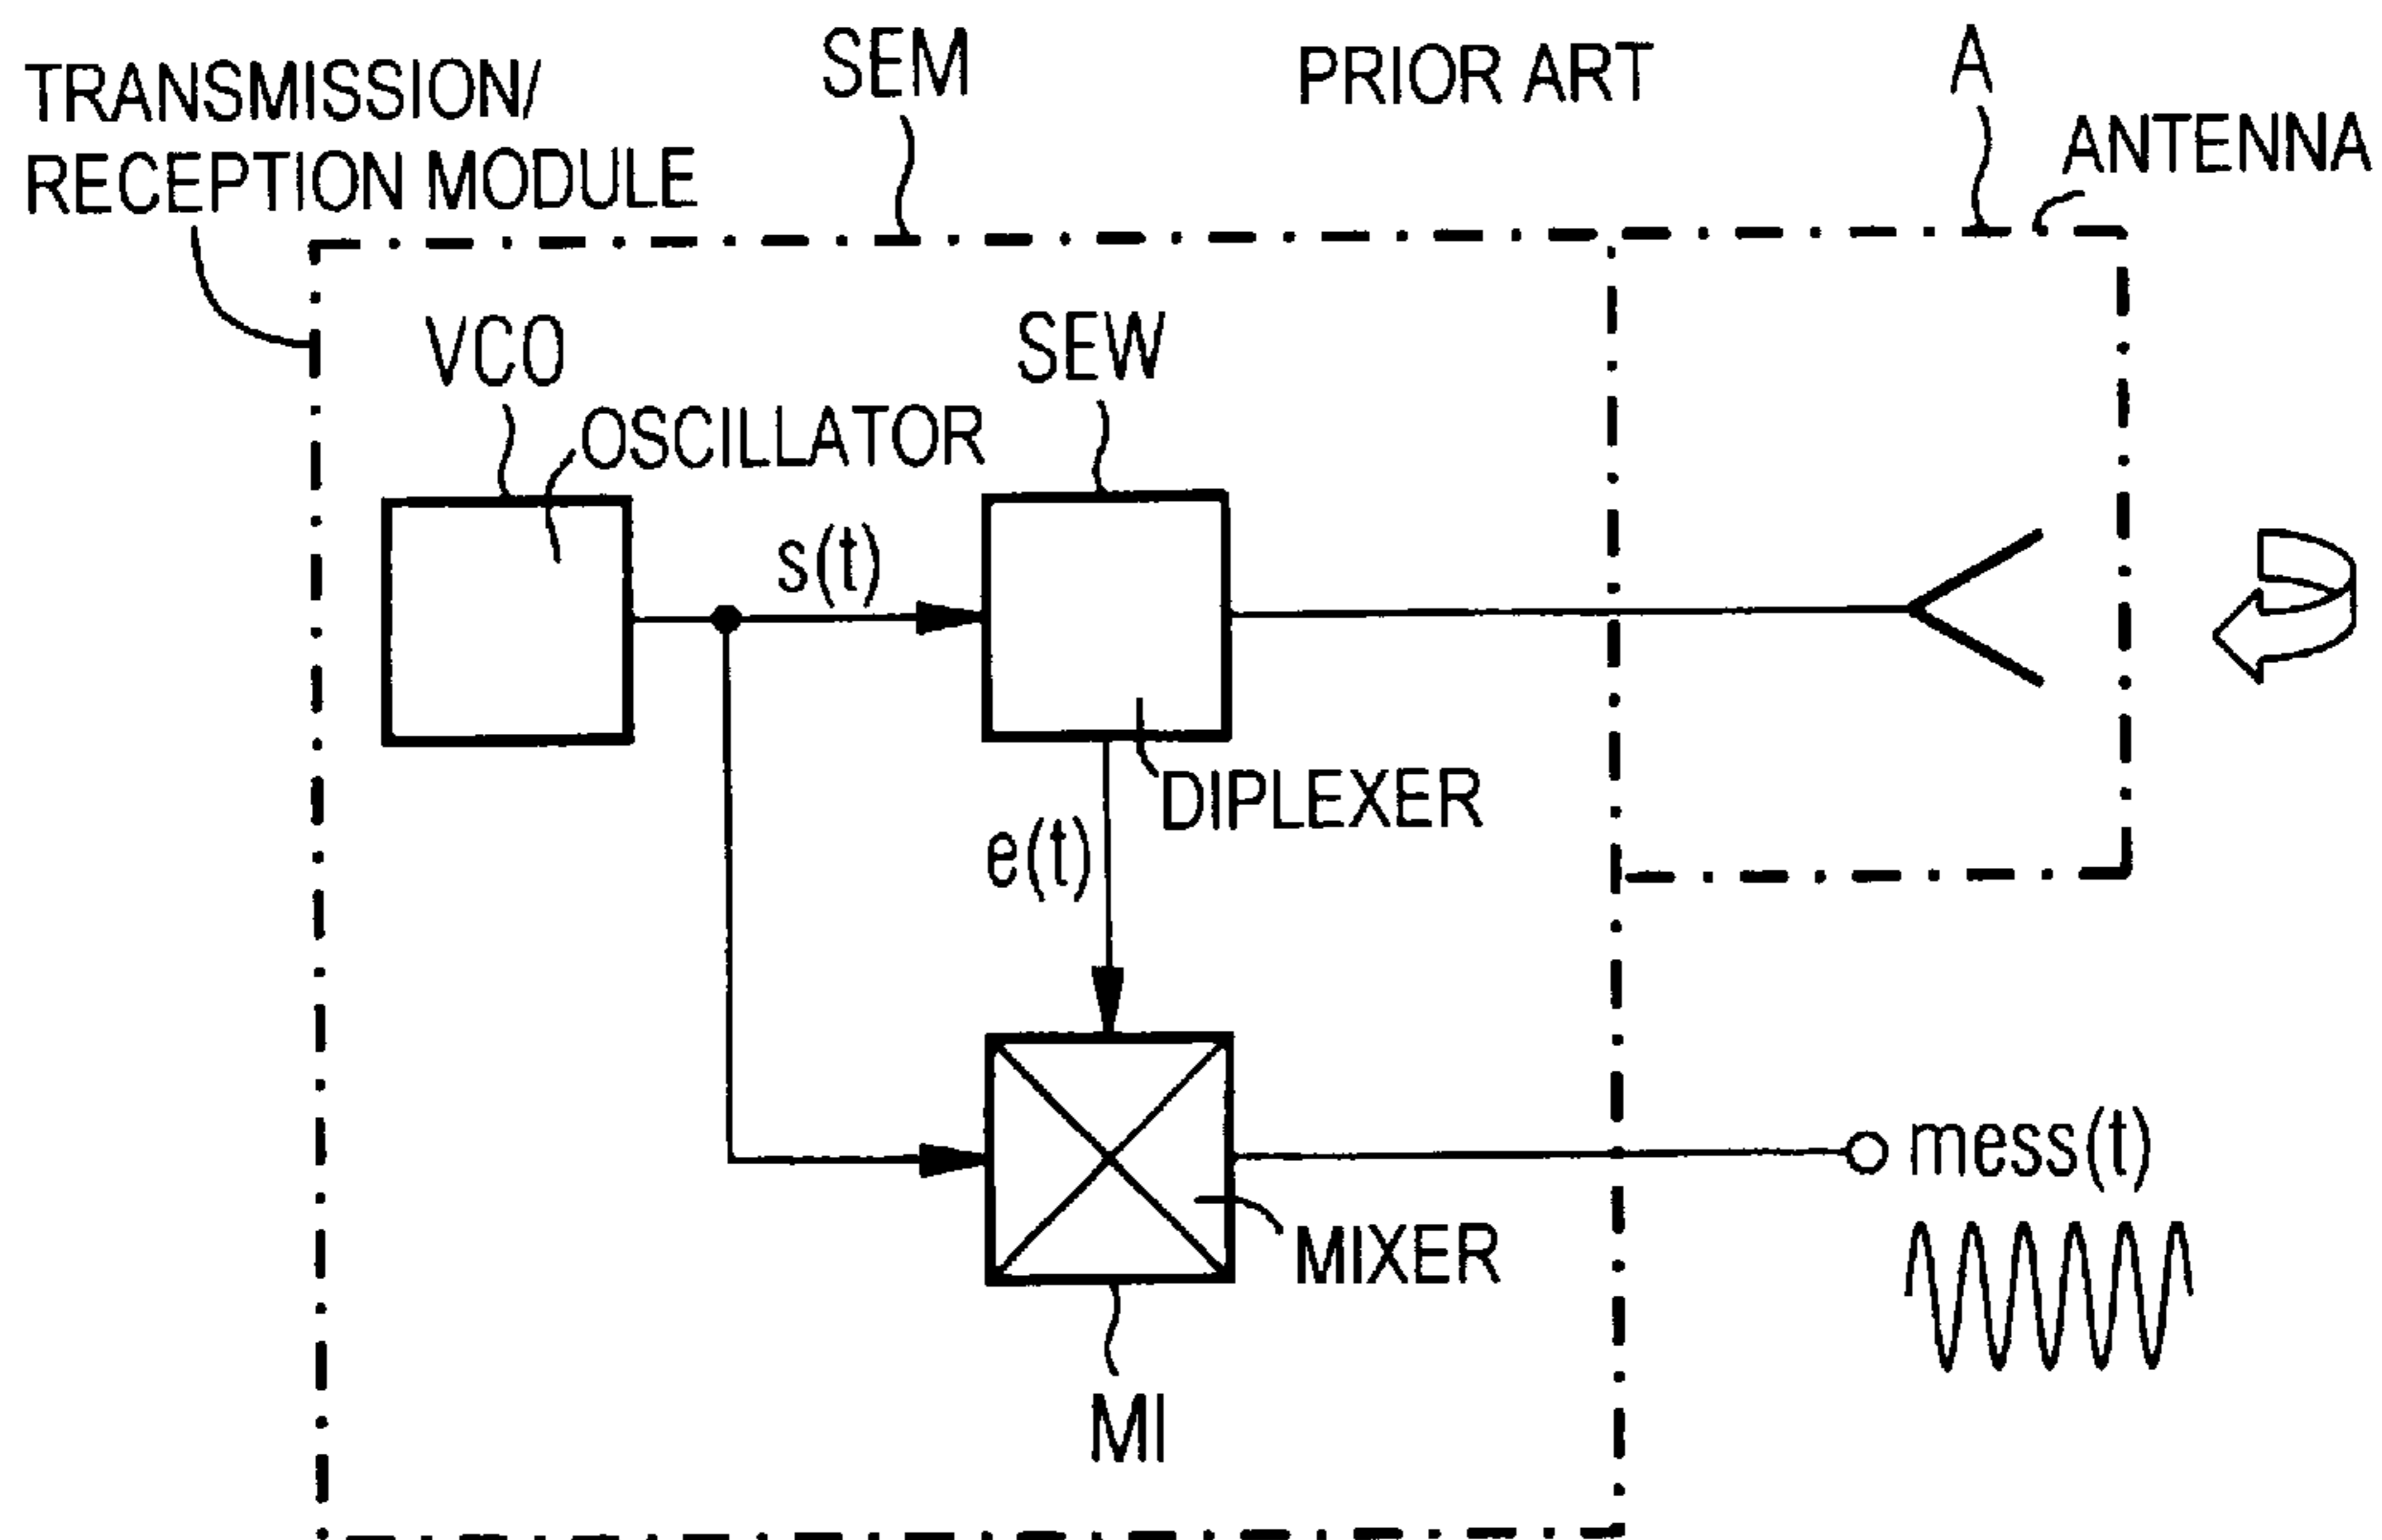 TRANSMISSION/
RECEPTION MODULE
SEM
PRIOR ART
A
ANTENNA
VCO
OSCILLATOR
SEW
s(t)
DIPLEXER
e(t)
mess(t)
MIXER
MI